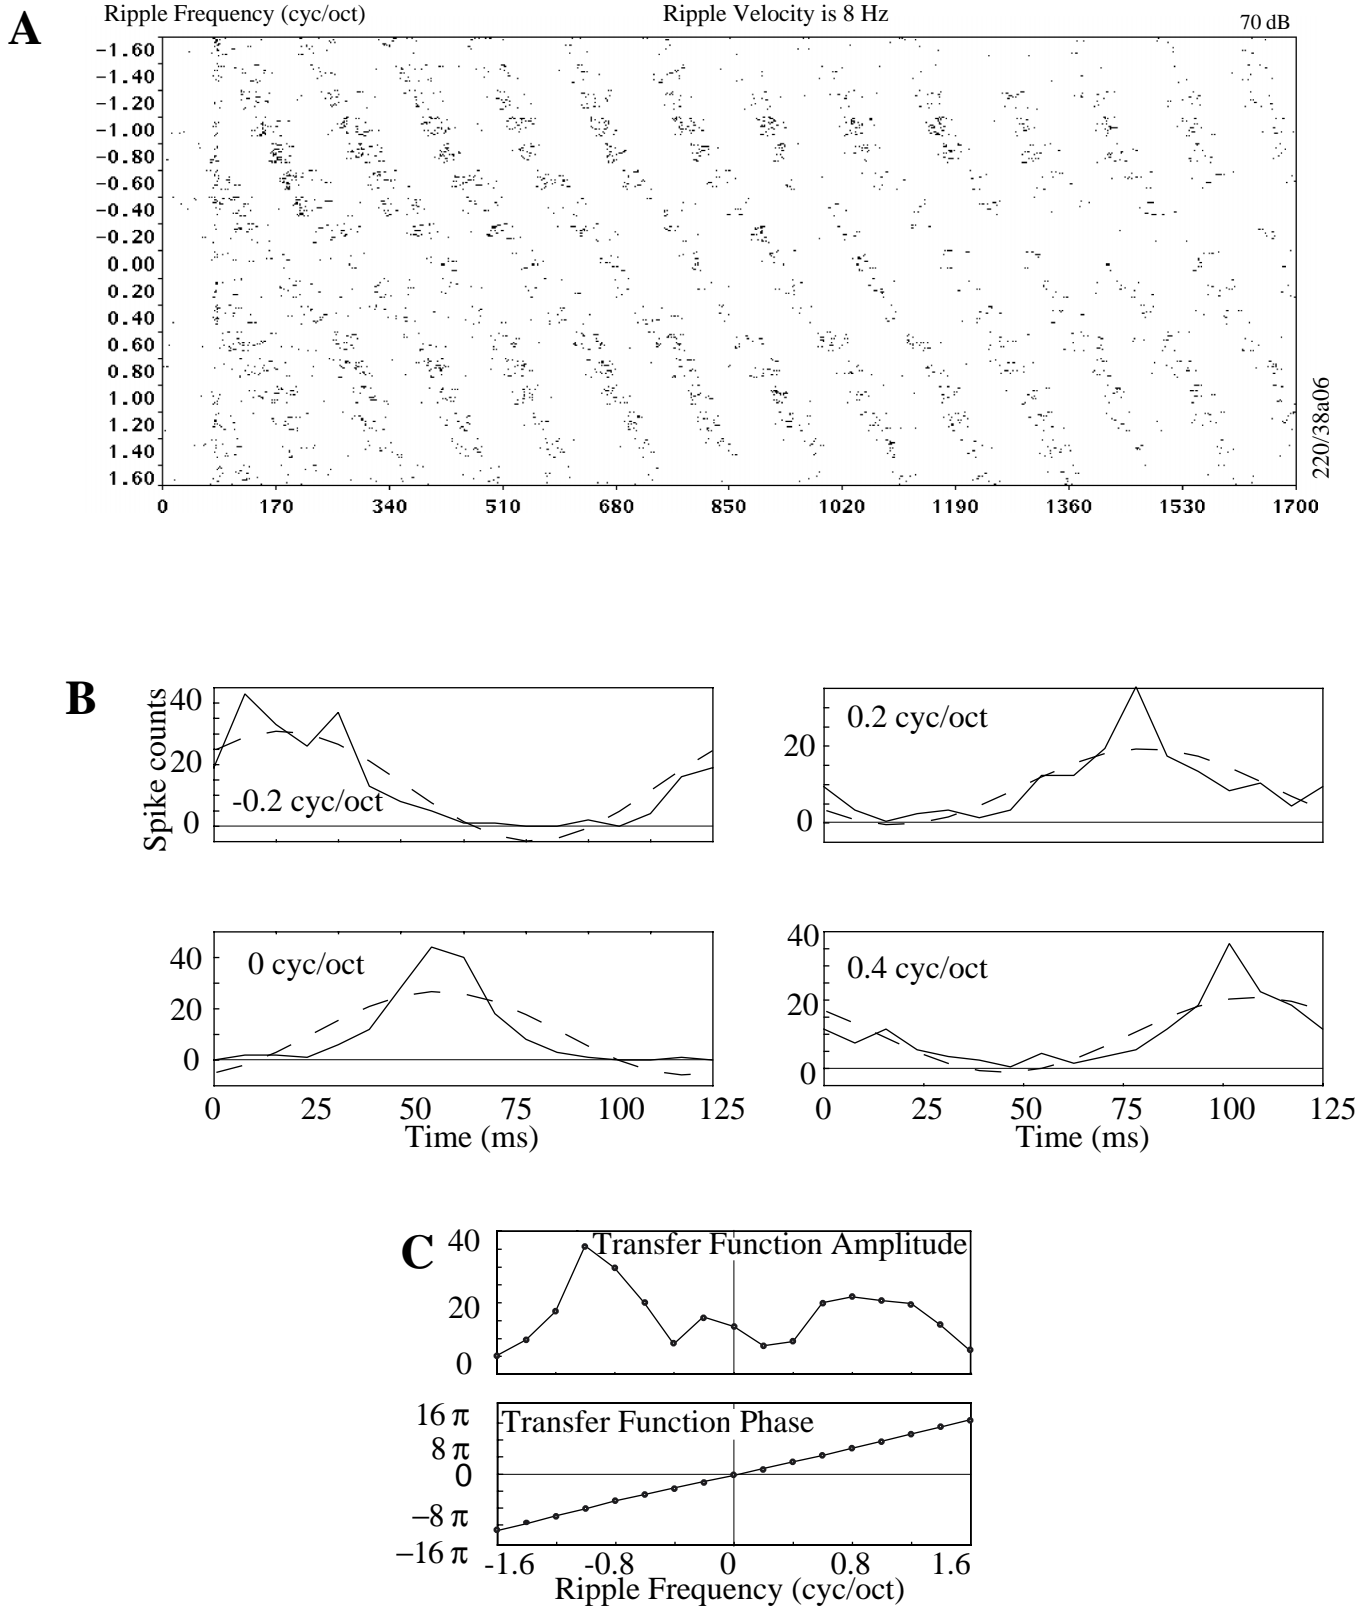 A
Ripple Frequency (cyc/oct)
Ripple Velocity is 8 Hz
70 dB
−1.60
−1.40
−1.20
−1.00
−0.80
−0.60
−0.40
−0.20
0.00
0.20
0.40
0.60
0.80
1.00
1.20
1.40
1.60
0 170 340 510 680 850 1020 1190 1360 1530 1700
220/38a06
B
Spike counts
40
20
0
-0.2 cyc/oct
20
0
0.2 cyc/oct
40
20
0
0 cyc/oct
0 25 50 75 100 125
Time (ms)
40
20
0
0.4 cyc/oct
0 25 50 75 100 125
Time (ms)
C
40
20
0
Transfer Function Amplitude
16 π
8 π
0
−8 π
−16 π
Transfer Function Phase
-1.6 -0.8 0 0.8 1.6
Ripple Frequency (cyc/oct)